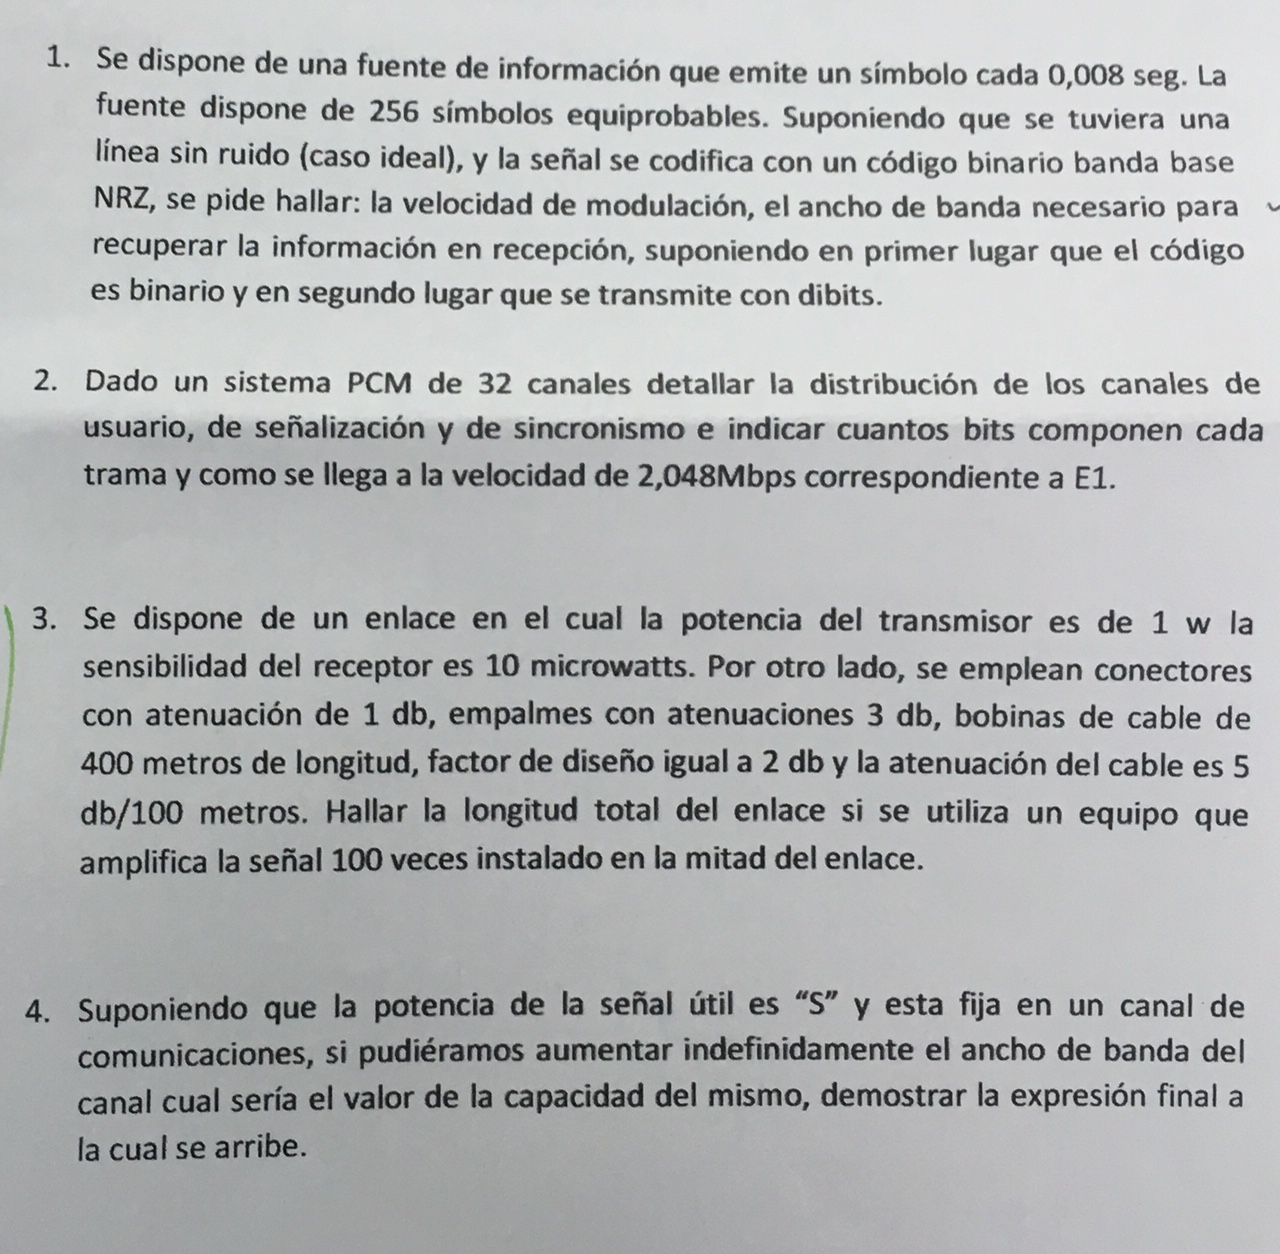 1. Se dispone de una fuente de información que emite un símbolo cada 0,008 seg. La
fuente dispone de 256 símbolos equiprobables. Suponiendo que se tuviera una
línea sin ruido (caso ideal), y la señal se codifica con un código binario banda base
NRZ, se pide hallar: la velocidad de modulación, el ancho de banda necesario para
recuperar la información en recepción, suponiendo en primer lugar que el código
es binario y en segundo lugar que se transmite con dibits.
2. Dado un sistema PCM de 32 canales detallar la distribución de los canales de
usuario, de señalización y de sincronismo e indicar cuantos bits componen cada
trama y como se llega a la velocidad de 2,048Mbps correspondiente a E1.
3. Se dispone de un enlace en el cual la potencia del transmisor es de 1 w la
sensibilidad del receptor es 10 microwatts. Por otro lado, se emplean conectores
con atenuación de 1 db, empalmes con atenuaciones 3 db, bobinas de cable de
400 metros de longitud, factor de diseño igual a 2 db y la atenuación del cable es 5
db/100 metros. Hallar la longitud total del enlace si se utiliza un equipo que
amplifica la señal 100 veces instalado en la mitad del enlace.
4. Suponiendo que la potencia de la señal útil es “S” y esta fija en un canal de
comunicaciones, si pudiéramos aumentar indefinidamente el ancho de banda del
canal cual sería el valor de la capacidad del mismo, demostrar la expresión final a
la cual se arribe.